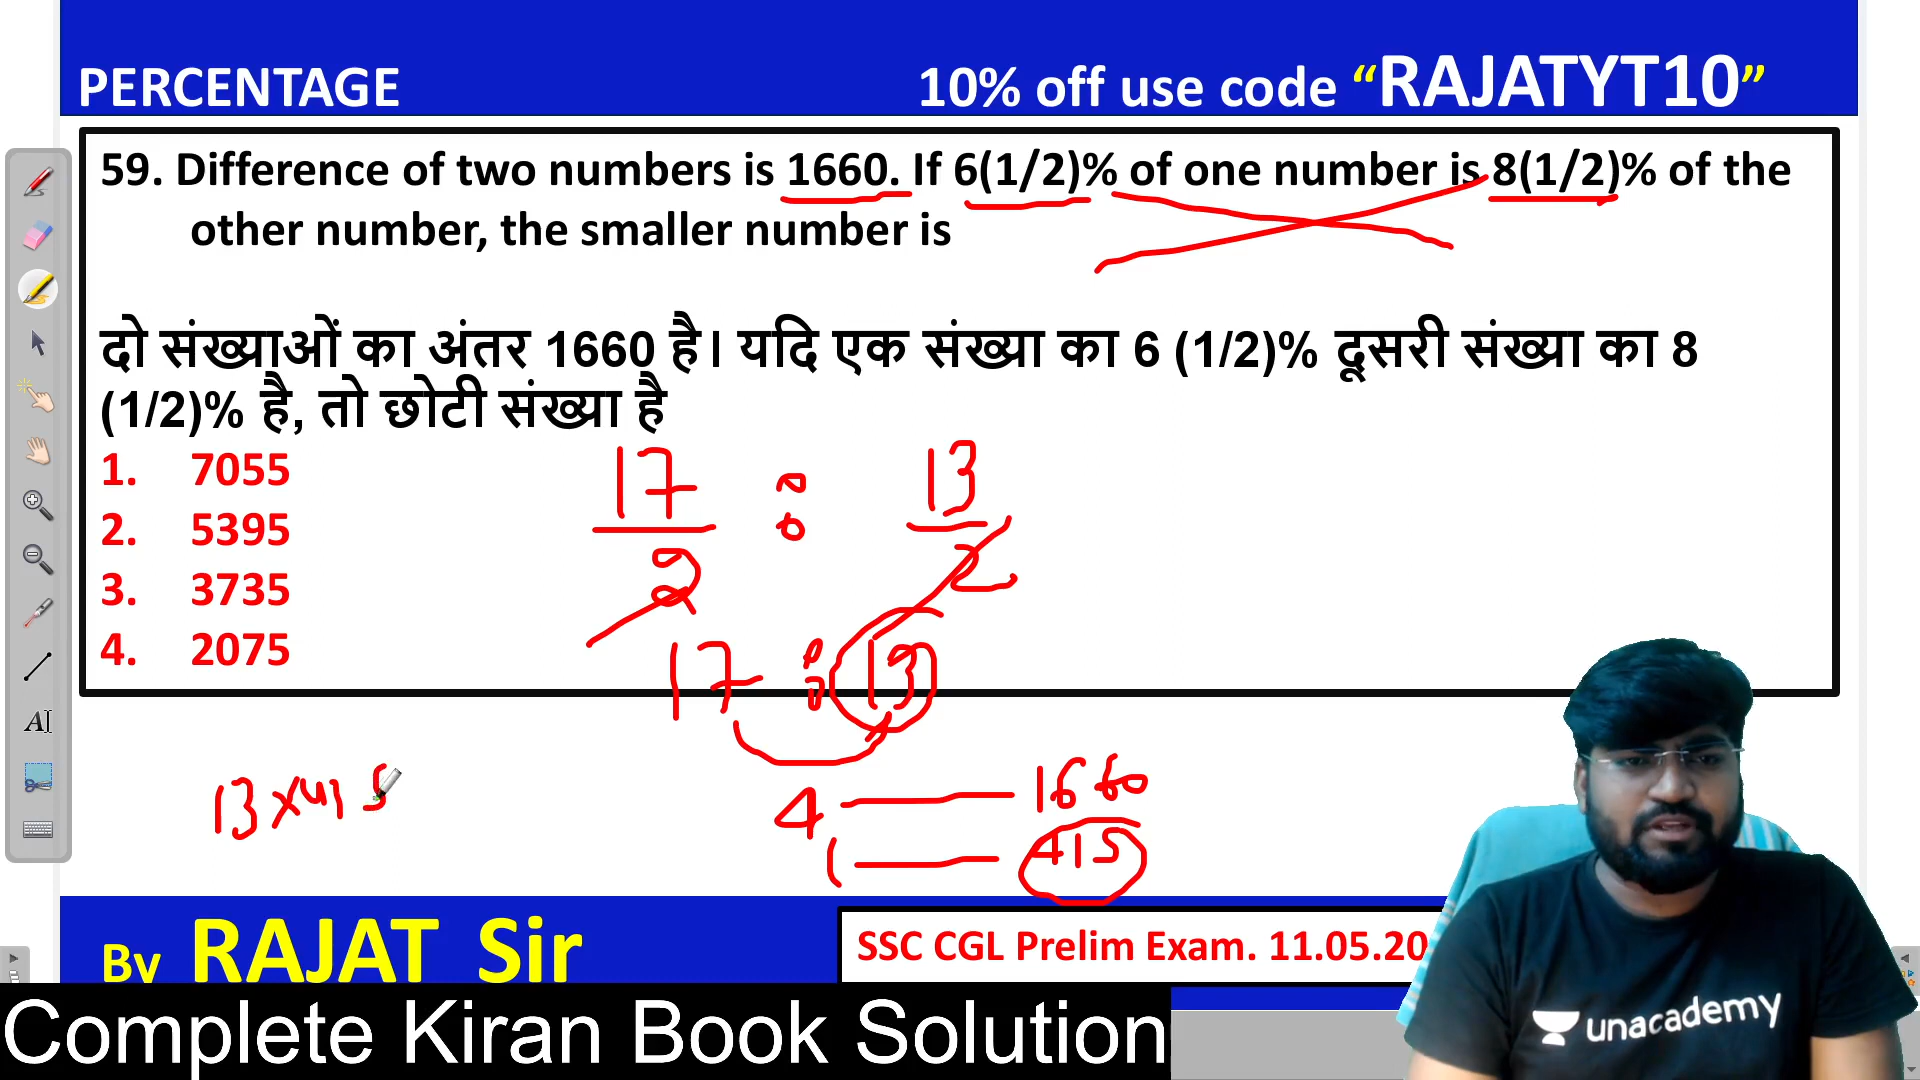 PERCENTAGE 10% off use code “RAJATYT10”
59. Difference of two numbers is 1660. If 6(1/2)% of one number is 8(1/2)% of the
other number, the smaller number is
दो संख्याओं का अंतर 1660 है। यदि एक संख्या का 6 (1/2)% दूसरी संख्या का 8
(1/2)% है, तो छोटी संख्या है
1. 7055
2. 5395
3. 3735
4. 2075
17 : 13
2 2
17 : 13
13×415
4 1660
1 415
By RAJAT Sir
SSC CGL Prelim Exam. 11.05.20
unacademy
Complete Kiran Book Solution